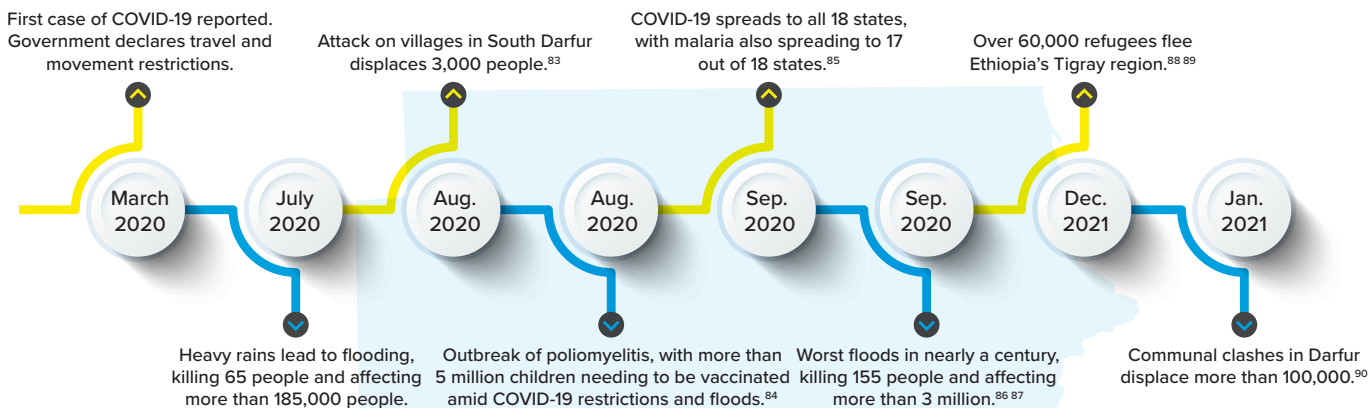 First case of COVID-19 reported.
Government declares travel and
movement restrictions.
March
2020
Heavy rains lead to flooding,
killing 65 people and affecting
more than 185,000 people.
July
2020
Attack on villages in South Darfur
displaces 3,000 people.⁸³
Aug.
2020
Outbreak of poliomyelitis, with more than
5 million children needing to be vaccinated
amid COVID-19 restrictions and floods.⁸⁴
Aug.
2020
COVID-19 spreads to all 18 states,
with malaria also spreading to 17
out of 18 states.⁸⁵
Sep.
2020
Worst floods in nearly a century,
killing 155 people and affecting
more than 3 million.⁸⁶ ⁸⁷
Sep.
2020
Over 60,000 refugees flee
Ethiopia’s Tigray region.⁸⁸ ⁸⁹
Dec.
2021
Communal clashes in Darfur
displace more than 100,000.⁹⁰
Jan.
2021